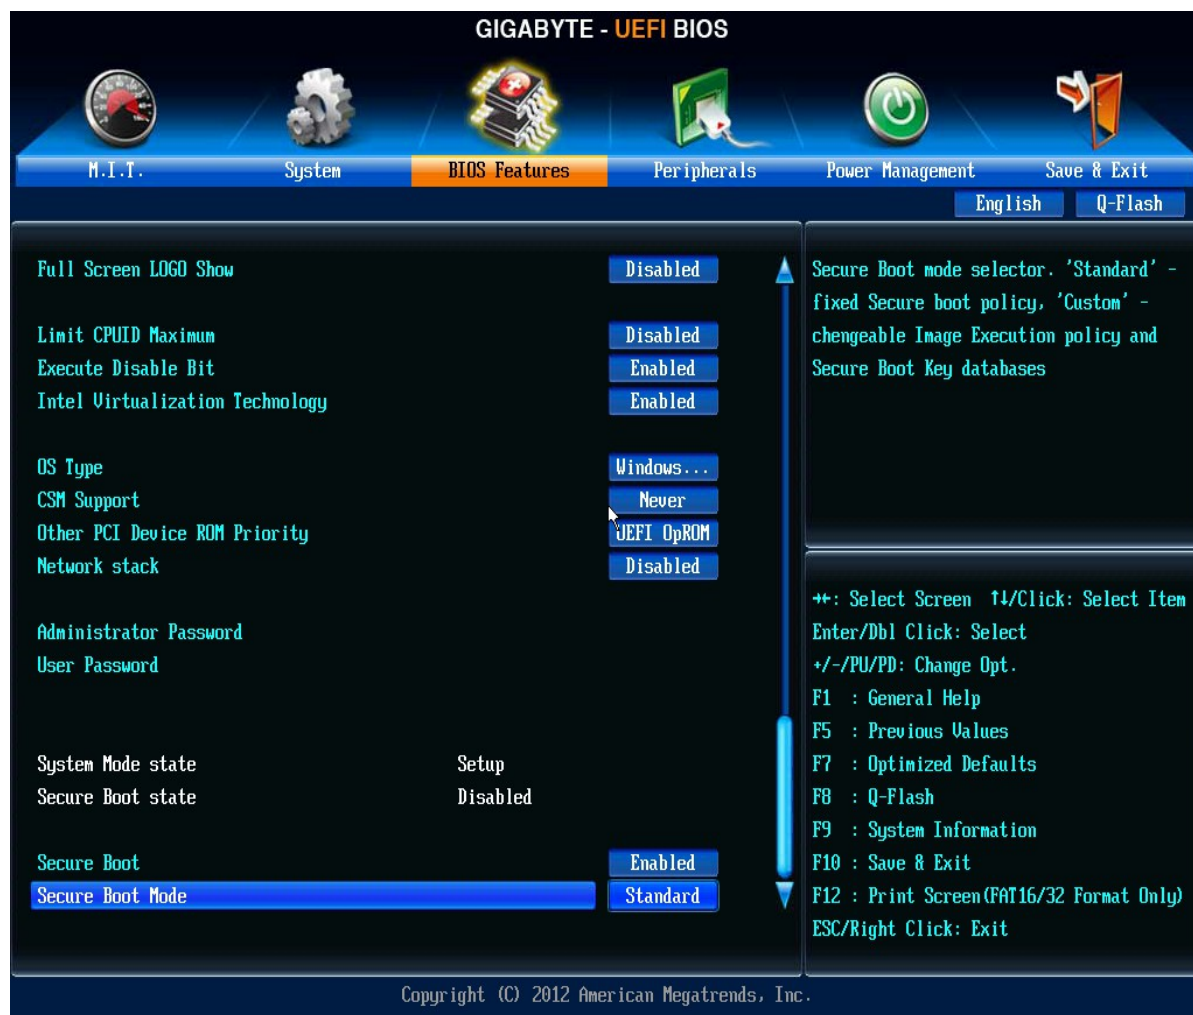 GIGABYTE - UEFI BIOS
M.I.T. System BIOS Features Peripherals Power Management Save & Exit
English Q-Flash
Full Screen LOGO Show Disabled
Limit CPUID Maximum Disabled
Execute Disable Bit Enabled
Intel Virtualization Technology Enabled
OS Type Windows...
CSM Support Never
Other PCI Device ROM Priority UEFI OpROM
Network stack Disabled
Administrator Password
User Password
System Mode state Setup
Secure Boot state Disabled
Secure Boot Enabled
Secure Boot Mode Standard
Secure Boot mode selector. 'Standard' -
fixed Secure boot policy, 'Custom' -
chengeable Image Execution policy and
Secure Boot Key databases
→←: Select Screen ↑↓/Click: Select Item
Enter/Dbl Click: Select
+/-/PU/PD: Change Opt.
F1 : General Help
F5 : Previous Values
F7 : Optimized Defaults
F8 : Q-Flash
F9 : System Information
F10 : Save & Exit
F12 : Print Screen(FAT16/32 Format Only)
ESC/Right Click: Exit
Copyright (C) 2012 American Megatrends, Inc.